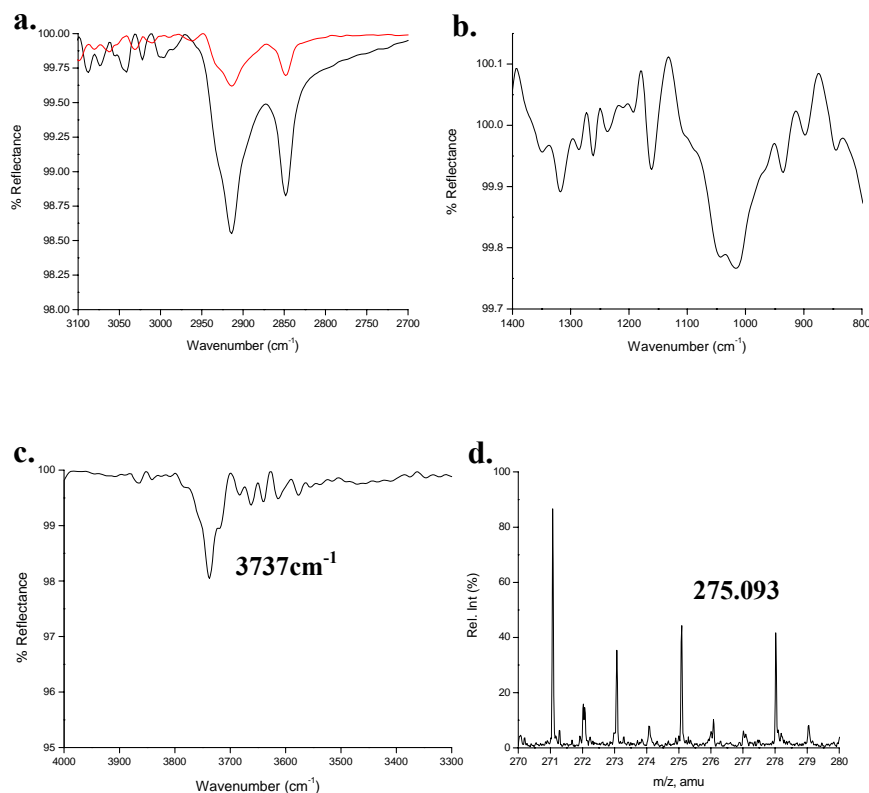 a.
100.00
99.75
99.50
99.25
99.00
98.75
98.50
98.25
98.00
% Reflectance
3100 3050 3000 2950 2900 2850 2800 2750 2700
Wavenumber (cm⁻¹)
b.
100.1
100.0
99.9
99.8
99.7
% Reflectance
1400 1300 1200 1100 1000 900 800
Wavenumber (cm⁻¹)
c.
100
99
98
97
96
95
% Reflectance
3737cm⁻¹
4000 3900 3800 3700 3600 3500 3400 3300
Wavenumber (cm⁻¹)
d.
100
80
60
40
20
0
Rel. Int (%)
275.093
270 271 272 273 274 275 276 277 278 279 280
m/z, amu